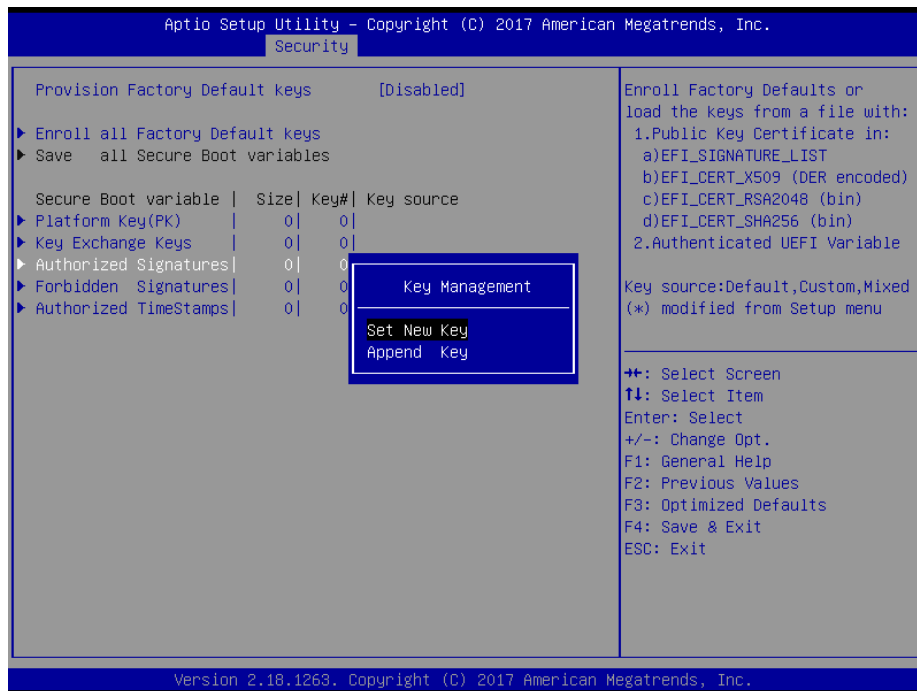 Aptio Setup Utility – Copyright (C) 2017 American Megatrends, Inc.
Security
Provision Factory Default keys [Disabled]
Enroll all Factory Default keys
Save all Secure Boot variables
Secure Boot variable | Size| Key#| Key source
Platform Key(PK) | 0| 0|
Key Exchange Keys | 0| 0|
Authorized Signatures| 0| 0
Forbidden Signatures| 0| 0
Authorized TimeStamps| 0| 0
Key Management
Set New Key
Append Key
Enroll Factory Defaults or
load the keys from a file with:
1.Public Key Certificate in:
a)EFI_SIGNATURE_LIST
b)EFI_CERT_X509 (DER encoded)
c)EFI_CERT_RSA2048 (bin)
d)EFI_CERT_SHA256 (bin)
2.Authenticated UEFI Variable
Key source:Default,Custom,Mixed
(*) modified from Setup menu
→←: Select Screen
↑↓: Select Item
Enter: Select
+/-: Change Opt.
F1: General Help
F2: Previous Values
F3: Optimized Defaults
F4: Save & Exit
ESC: Exit
Version 2.18.1263. Copyright (C) 2017 American Megatrends, Inc.